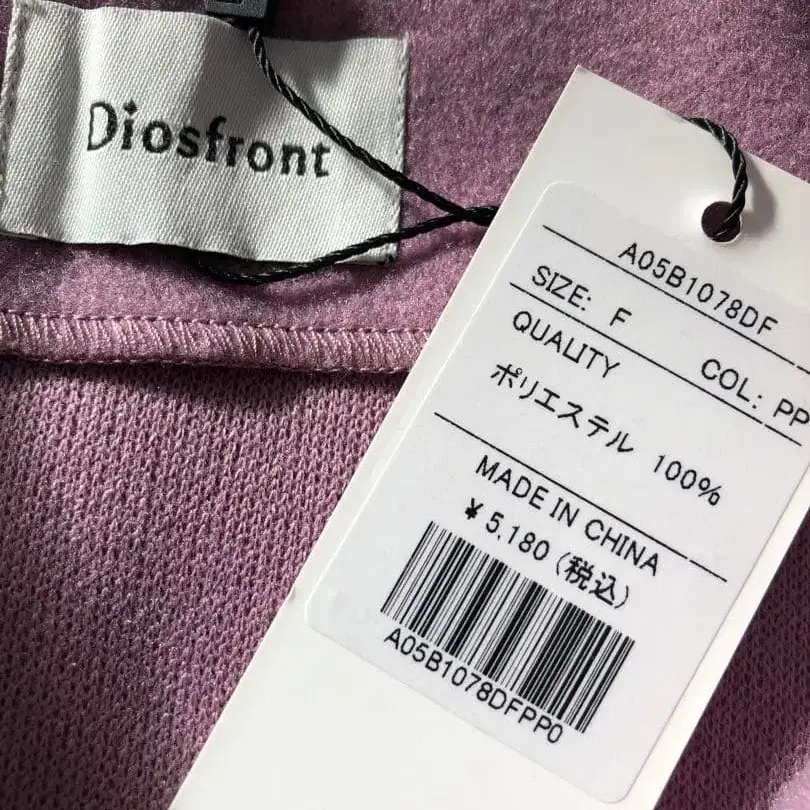 Diosfront
A05B1078DF
SIZE: F COL: PP
QUALITY
ポリエステル 100%
MADE IN CHINA
¥ 5,180 (税込)
A05B1078DFPP0